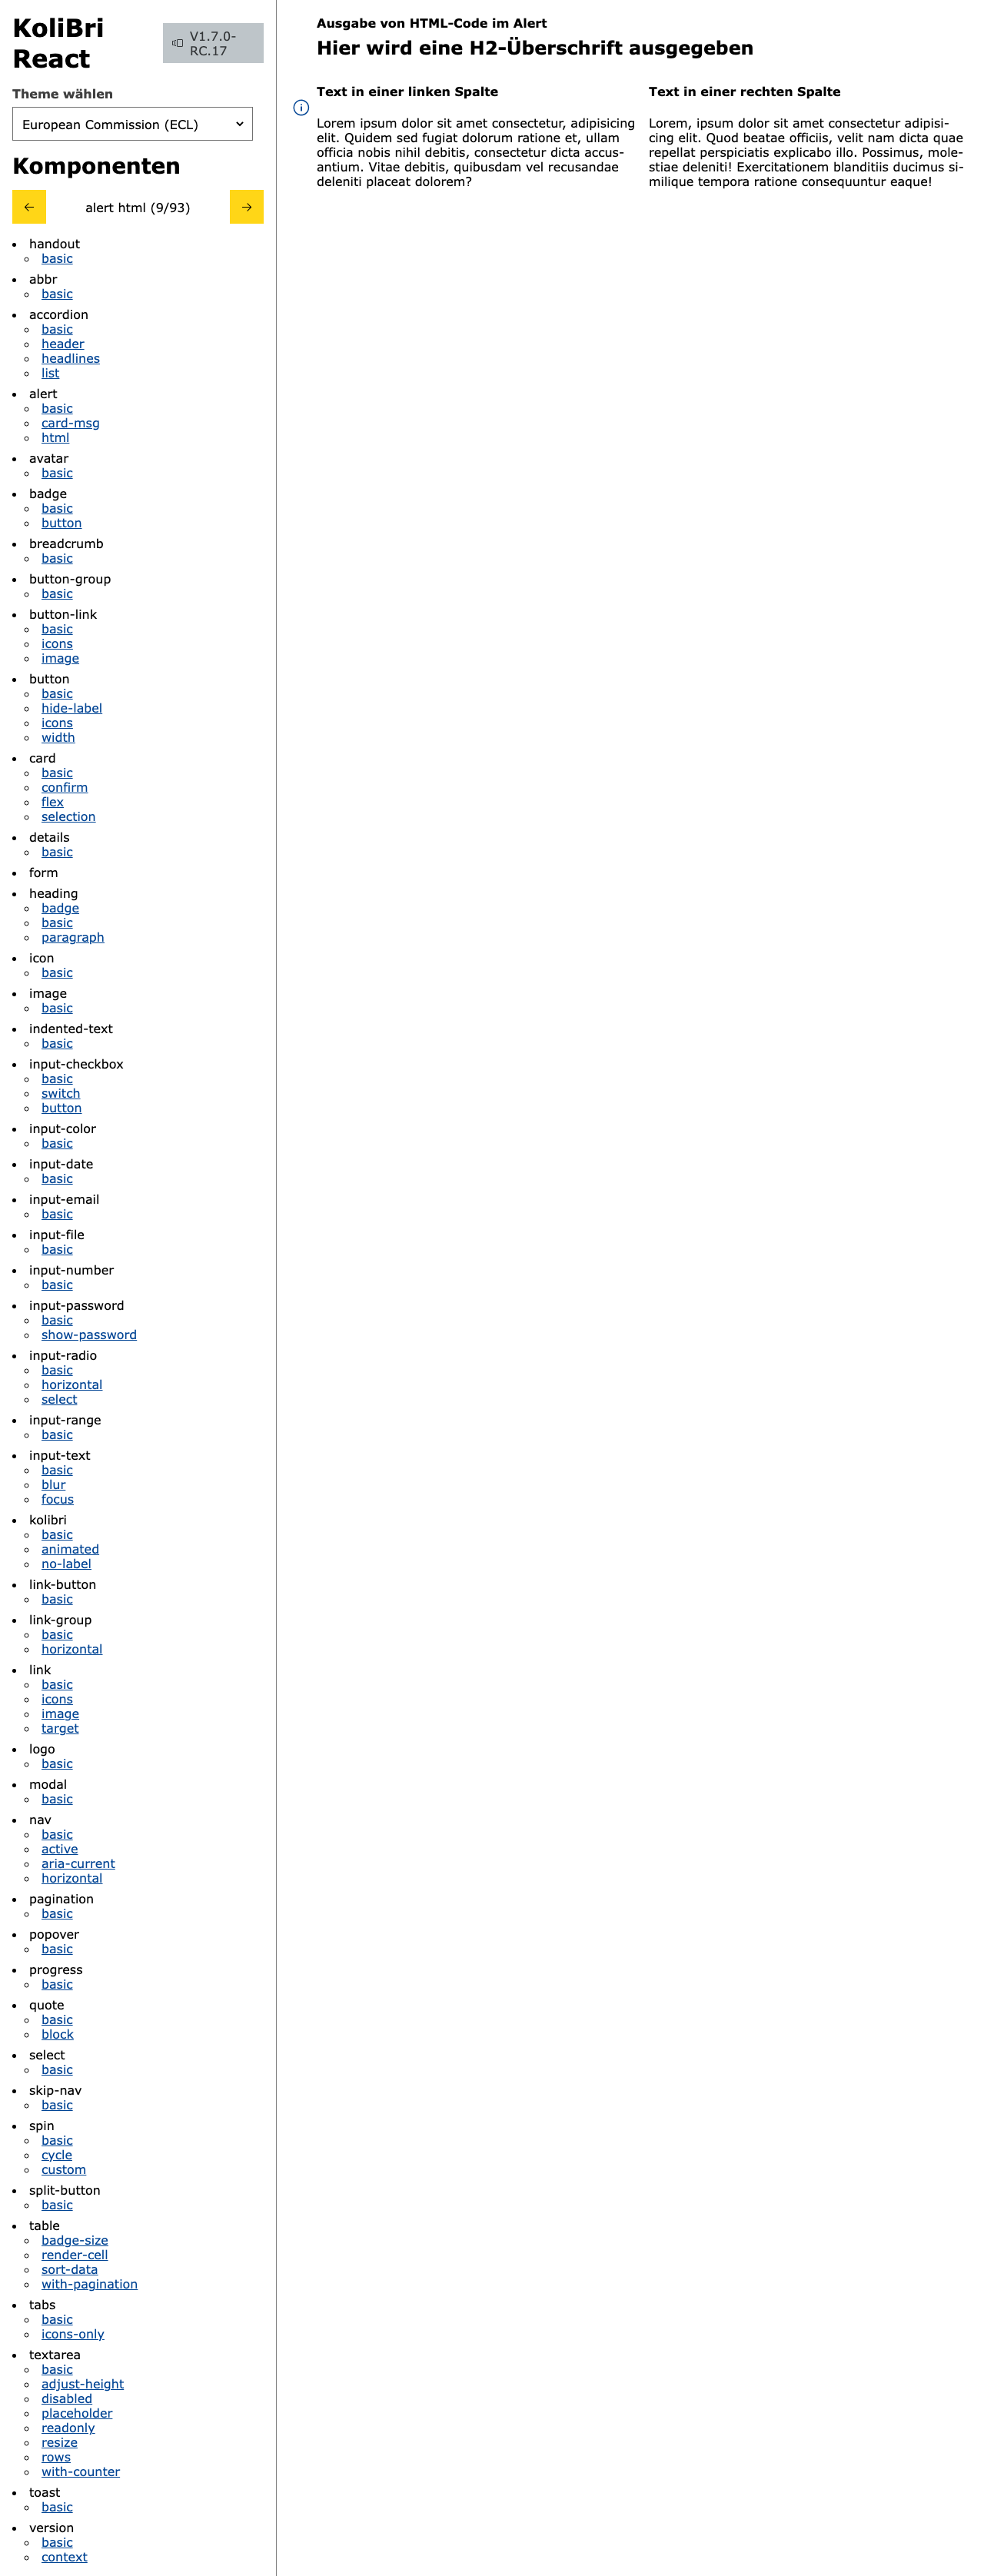 KoliBri
React
V1.7.0-
RC.17
Theme wählen
European Commission (ECL)
Komponenten
alert html (9/93)
handout
basic
abbr
basic
accordion
basic
header
headlines
list
alert
basic
card-msg
html
avatar
basic
badge
basic
button
breadcrumb
basic
button-group
basic
button-link
basic
icons
image
button
basic
hide-label
icons
width
card
basic
confirm
flex
selection
details
basic
form
heading
badge
basic
paragraph
icon
basic
image
basic
indented-text
basic
input-checkbox
basic
switch
button
input-color
basic
input-date
basic
input-email
basic
input-file
basic
input-number
basic
input-password
basic
show-password
input-radio
basic
horizontal
select
input-range
basic
input-text
basic
blur
focus
kolibri
basic
animated
no-label
link-button
basic
link-group
basic
horizontal
link
basic
icons
image
target
logo
basic
modal
basic
nav
basic
active
aria-current
horizontal
pagination
basic
popover
basic
progress
basic
quote
basic
block
select
basic
skip-nav
basic
spin
basic
cycle
custom
split-button
basic
table
badge-size
render-cell
sort-data
with-pagination
tabs
basic
icons-only
textarea
basic
adjust-height
disabled
placeholder
readonly
resize
rows
with-counter
toast
basic
version
basic
context
Ausgabe von HTML-Code im Alert
Hier wird eine H2-Überschrift ausgegeben
Text in einer linken Spalte
Lorem ipsum dolor sit amet consectetur, adipisicing
elit. Quidem sed fugiat dolorum ratione et, ullam
officia nobis nihil debitis, consectetur dicta accus-
antium. Vitae debitis, quibusdam vel recusandae
deleniti placeat dolorem?
Text in einer rechten Spalte
Lorem, ipsum dolor sit amet consectetur adipisi-
cing elit. Quod beatae officiis, velit nam dicta quae
repellat perspiciatis explicabo illo. Possimus, mole-
stiae deleniti! Exercitationem blanditiis ducimus si-
milique tempora ratione consequuntur eaque!